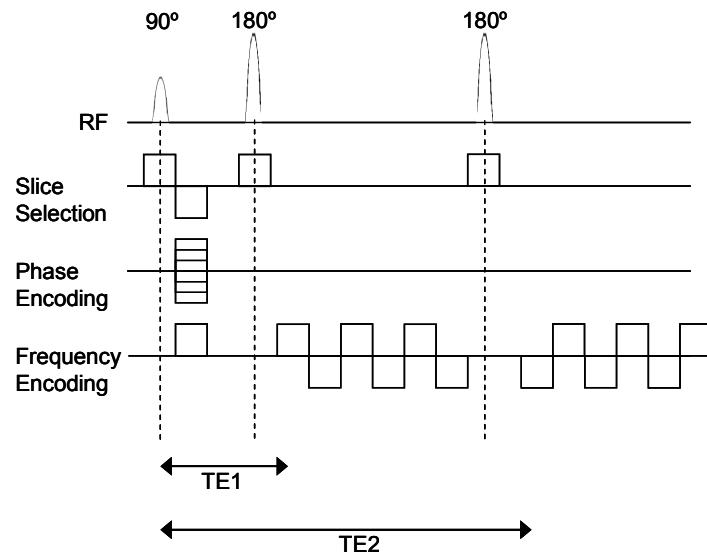 90º 180º 180º
RF
Slice
Selection
Phase
Encoding
Frequency
Encoding
TE1
TE2